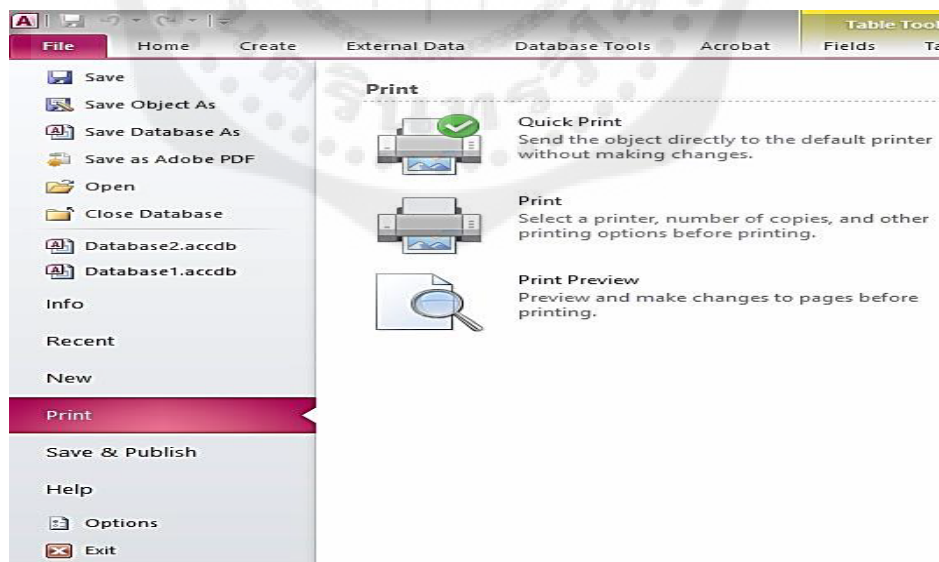 A
File Home Create External Data Database Tools Acrobat Fields
Table Tool
Save
Save Object As
Save Database As
Save as Adobe PDF
Open
Close Database
Database2.accdb
Database1.accdb
Info
Recent
New
Print
Save & Publish
Help
Options
Exit
Print
Quick Print
Send the object directly to the default printer
without making changes.
Print
Select a printer, number of copies, and other
printing options before printing.
Print Preview
Preview and make changes to pages before
printing.